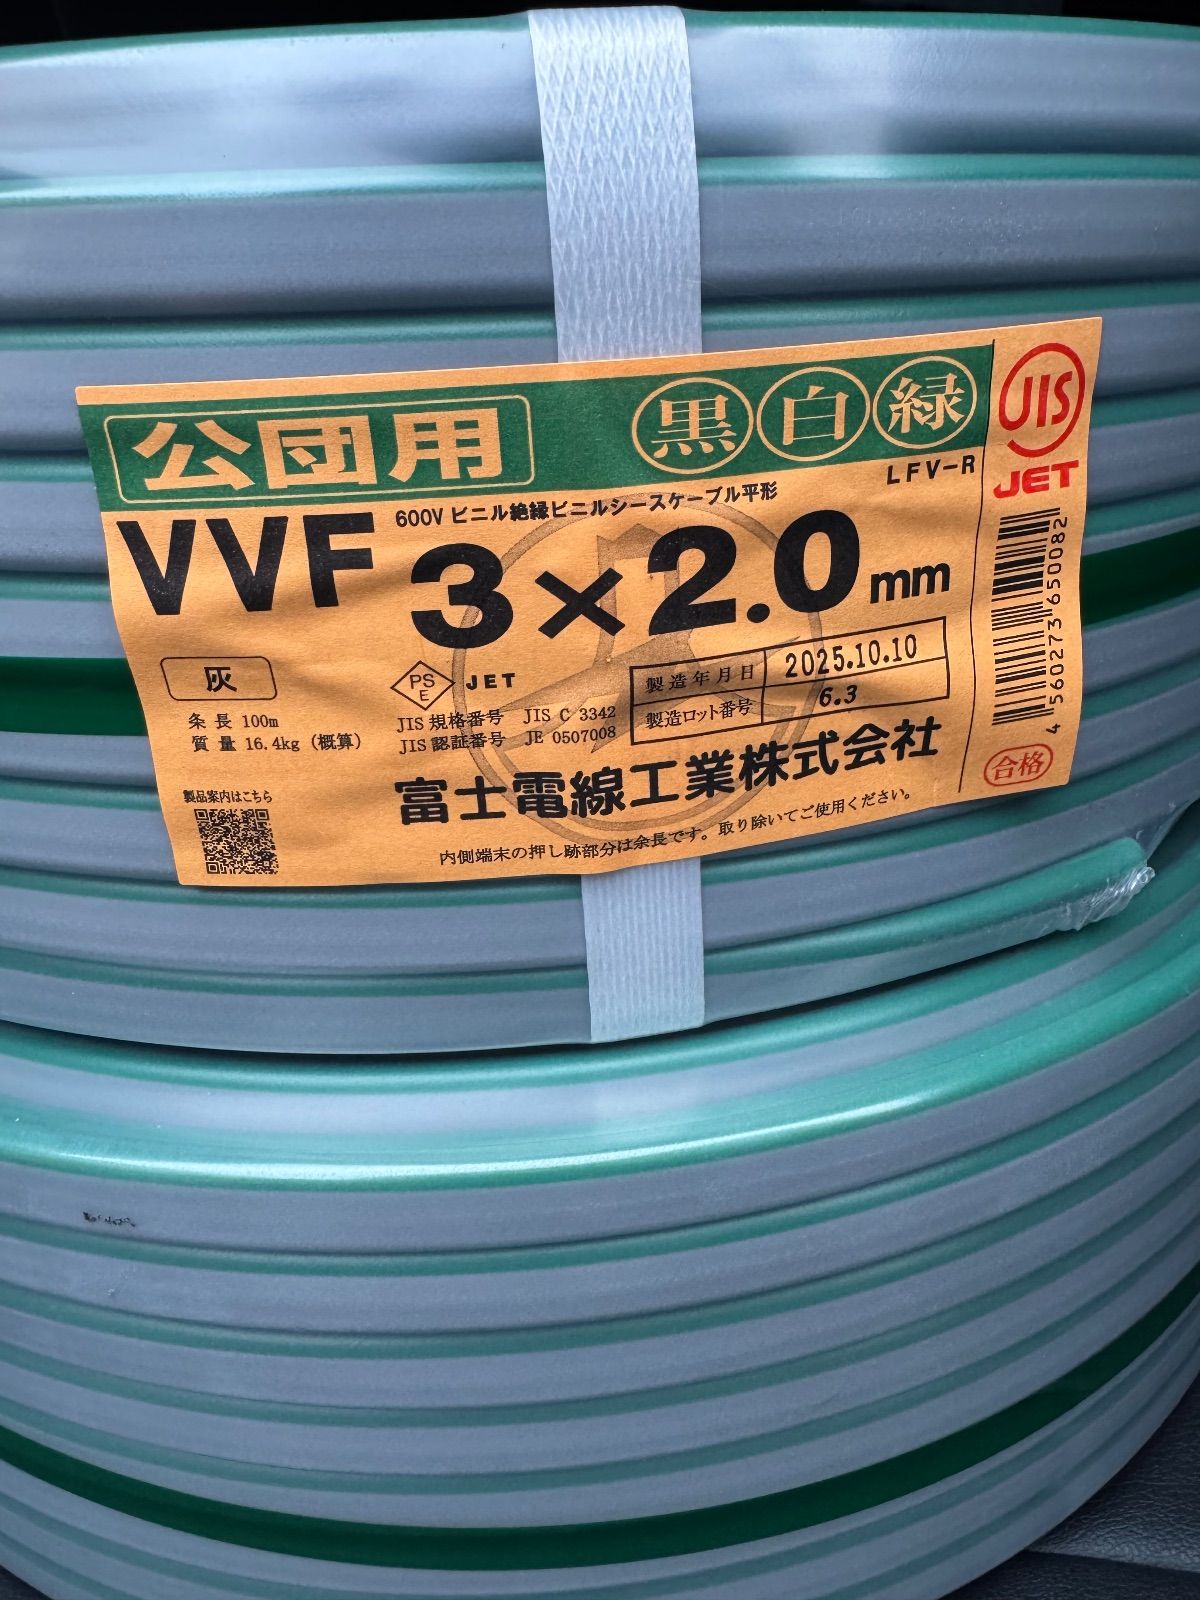 公団用 黒 白 緑
LFV-R
JIS
JET
VVF 600V ビニル絶縁ビニルシースケーブル平形
3×2.0mm
灰
条長 100m
質量 16.4kg (概算)
製品案内はこちら
PS E JET
JIS 規格番号 JIS C 3342
JIS 認証番号 JE 0507008
製造年月日 2025.10.10
製造ロット番号 6.3
富士電線工業株式会社
内側端末の押し跡部分は余長です。取り除いてご使用ください。
4 560273 650082
合格